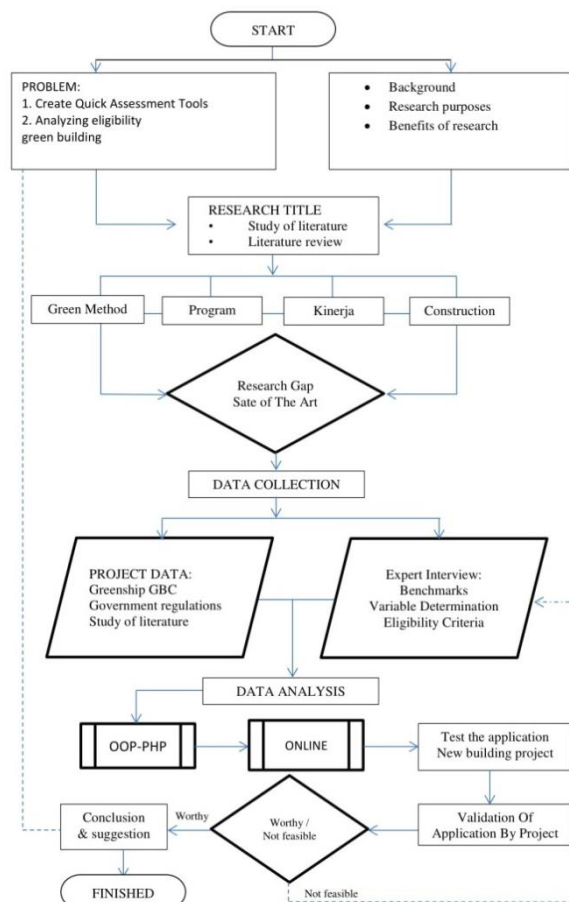 START
PROBLEM:
1. Create Quick Assessment Tools
2. Analyzing eligibility
green building
• Background
• Research purposes
• Benefits of research
RESEARCH TITLE
• Study of literature
• Literature review
Green Method
Program
Kinerja
Construction
Research Gap
Sate of The Art
DATA COLLECTION
PROJECT DATA:
Greenship GBC
Government regulations
Study of literature
Expert Interview:
Benchmarks
Variable Determination
Eligibility Criteria
DATA ANALYSIS
OOP-PHP
ONLINE
Test the application
New building project
Conclusion
& suggestion
Worthy
Worthy /
Not feasible
Validation Of
Application By Project
Not feasible
FINISHED